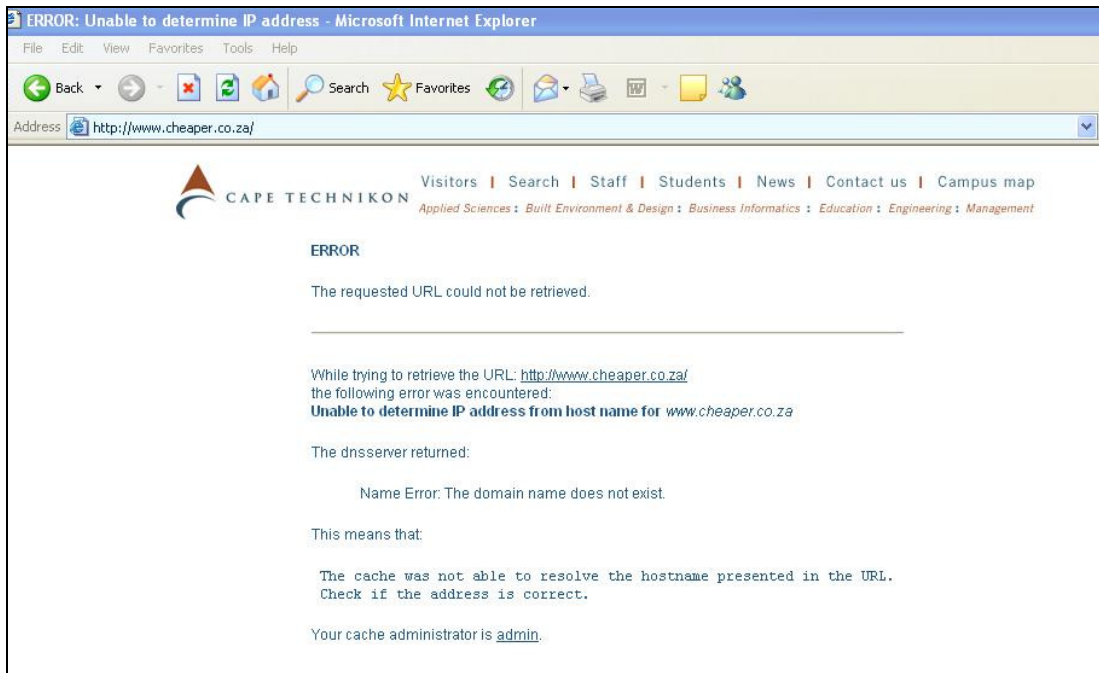 ERROR: Unable to determine IP address - Microsoft Internet Explorer
File Edit View Favorites Tools Help
Back Search Favorites
Address http://www.cheaper.co.za/
CAPE TECHNIKON
Visitors | Search | Staff | Students | News | Contact us | Campus map
Applied Sciences : Built Environment & Design : Business Informatics : Education : Engineering : Management
ERROR
The requested URL could not be retrieved.
While trying to retrieve the URL: http://www.cheaper.co.za/
the following error was encountered:
Unable to determine IP address from host name for www.cheaper.co.za
The dnsserver returned:
Name Error: The domain name does not exist.
This means that:
The cache was not able to resolve the hostname presented in the URL.
Check if the address is correct.
Your cache administrator is admin.